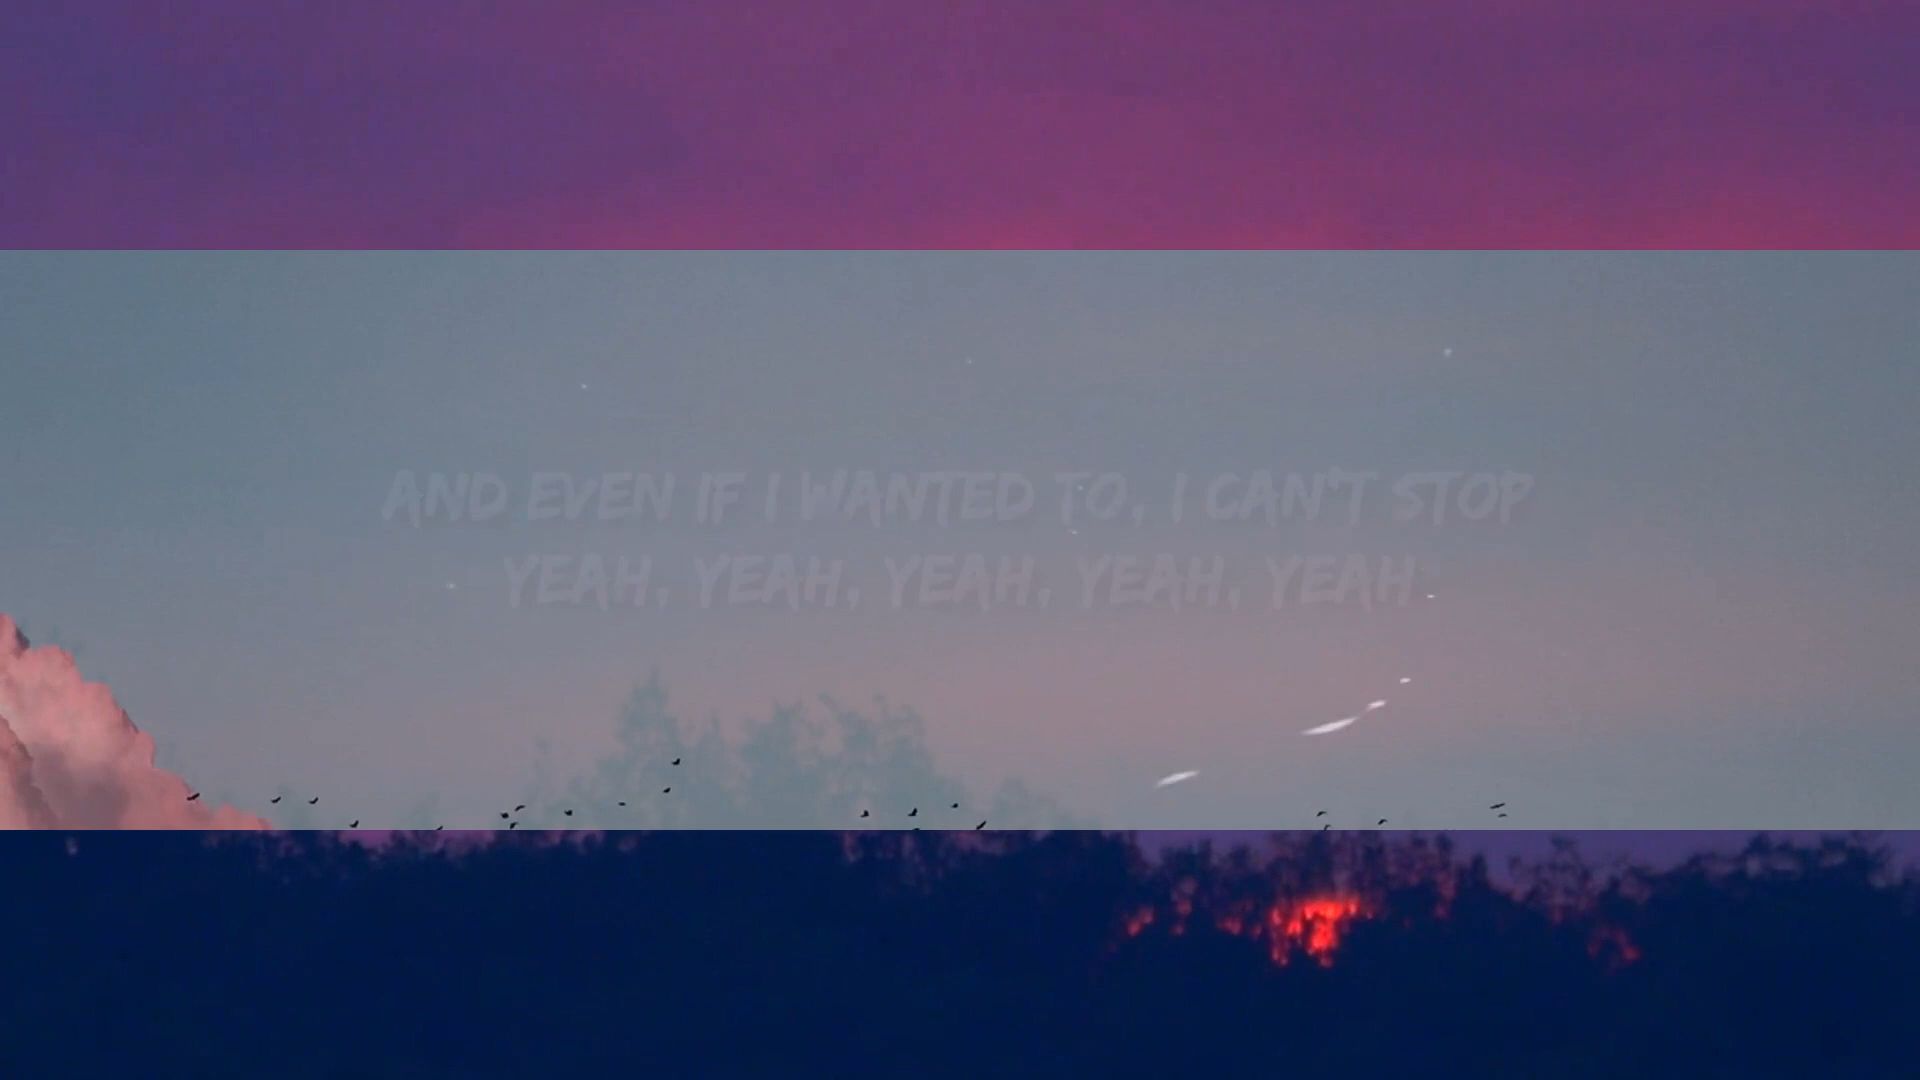 AND EVEN IF I WANTED TO, I CAN'T STOP
YEAH, YEAH, YEAH, YEAH, YEAH